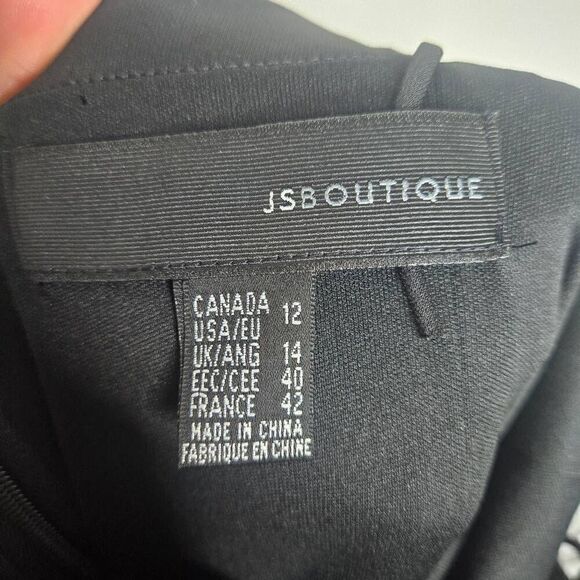 JSBOUTIQUE
CANADA
USA/EU 12
UK/ANG 14
EEC/CEE 40
FRANCE 42
MADE IN CHINA
FABRIQUE EN CHINE